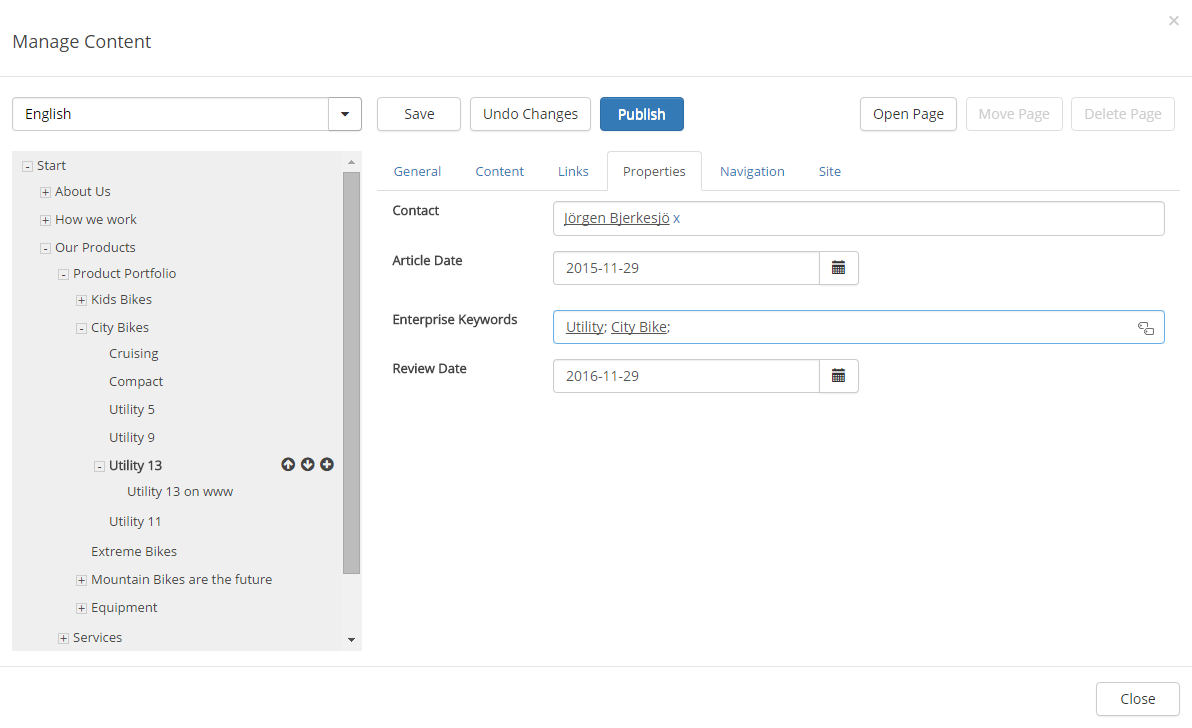 ×
Manage Content
English
Save
Undo Changes
Publish
Open Page
Move Page
Delete Page
Start
About Us
How we work
Our Products
Product Portfolio
Kids Bikes
City Bikes
Cruising
Compact
Utility 5
Utility 9
Utility 13
Utility 13 on www
Utility 11
Extreme Bikes
Mountain Bikes are the future
Equipment
Services
General
Content
Links
Properties
Navigation
Site
Contact
Jörgen Bjerkesjö x
Article Date
2015-11-29
Enterprise Keywords
Utility; City Bike;
Review Date
2016-11-29
Close